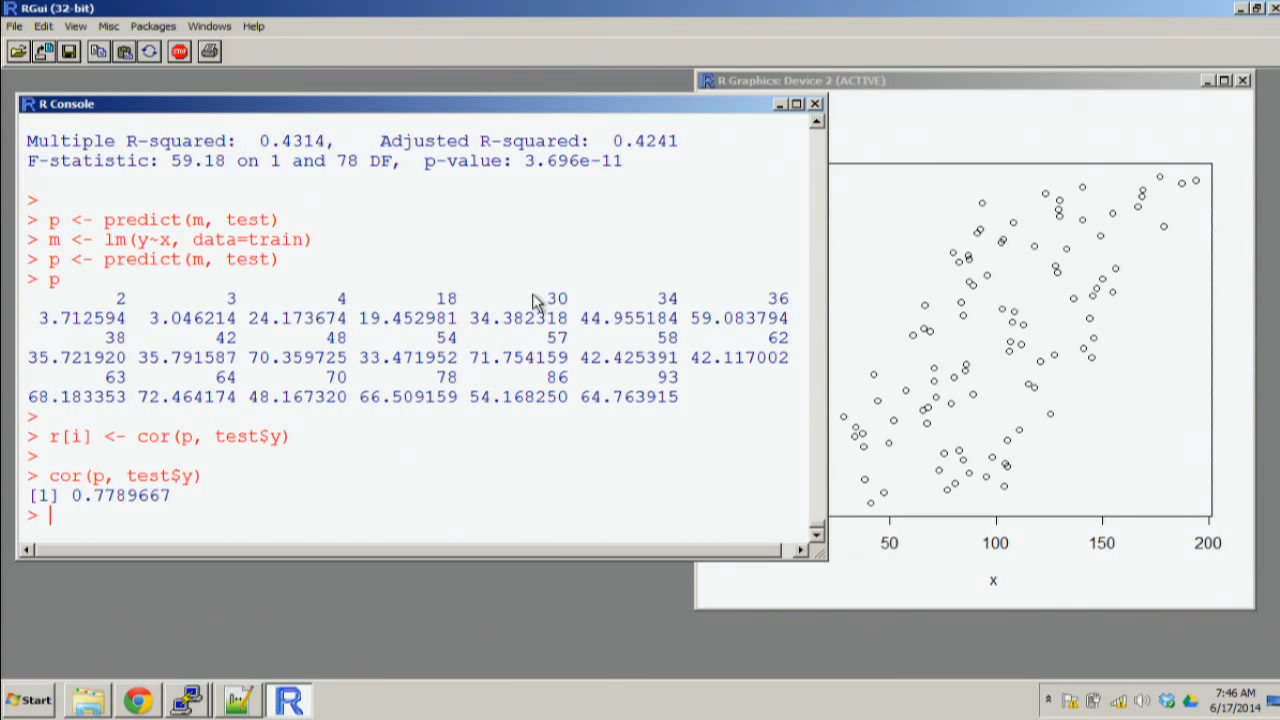 RGui (32-bit)
File Edit View Misc Packages Windows Help
STOP
R Graphics: Device 2 (ACTIVE)
R Console
Multiple R-squared:  0.4314,    Adjusted R-squared:  0.4241
F-statistic: 59.18 on 1 and 78 DF,  p-value: 3.696e-11
>
> p <- predict(m, test)
> m <- lm(y~x, data=train)
> p <- predict(m, test)
> p
2 3 4 18 30 34 36
3.712594 3.046214 24.173674 19.452981 34.382318 44.955184 59.083794
38 42 48 54 57 58 62
35.721920 35.791587 70.359725 33.471952 71.754159 42.425391 42.117002
63 64 70 78 86 93
68.183353 72.464174 48.167320 66.509159 54.168250 64.763915
>
> r[i] <- cor(p, test$y)
>
> cor(p, test$y)
[1] 0.7789667
>
50 100 150 200
x
Start
7:46 AM
6/17/2014